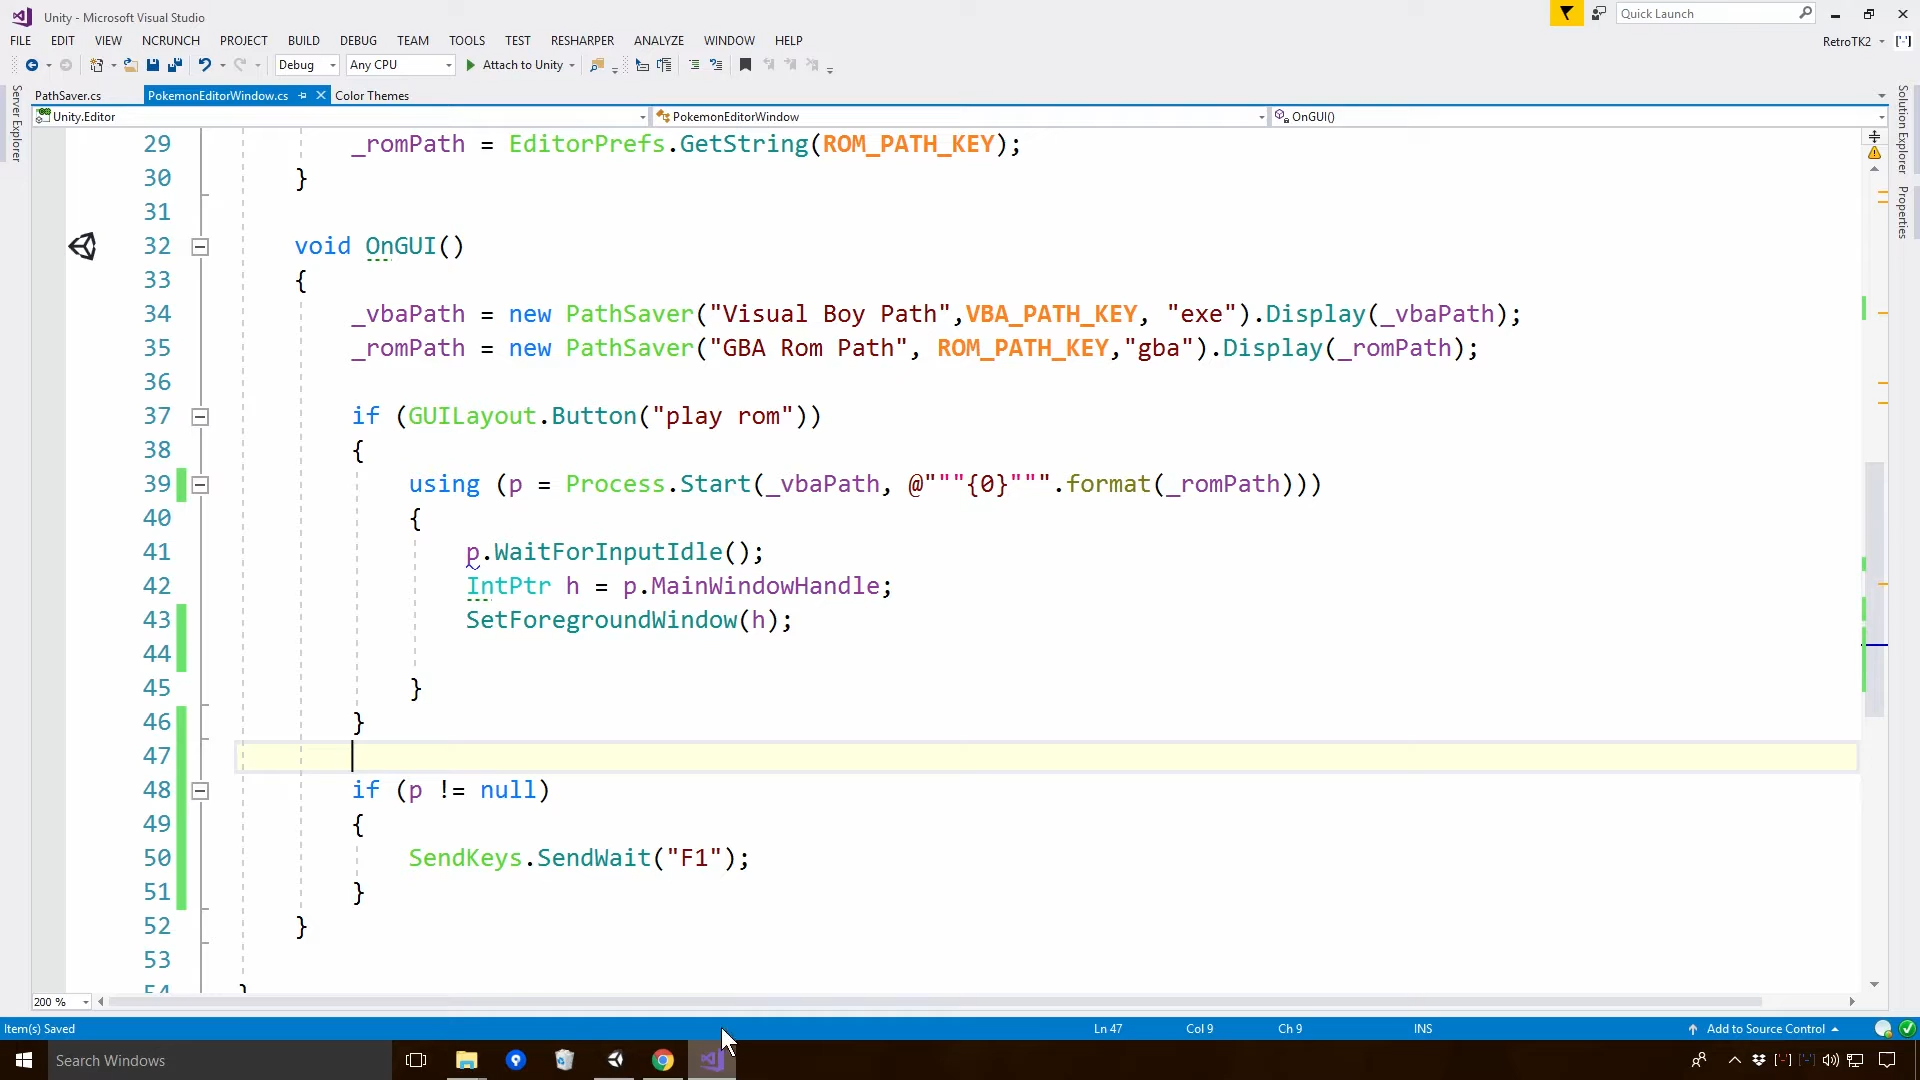 Unity - Microsoft Visual Studio
Quick Launch
FILE EDIT VIEW NCRUNCH PROJECT BUILD DEBUG TEAM TOOLS TEST RESHARPER ANALYZE WINDOW HELP
RetroTK2
Debug Any CPU Attach to Unity
PathSaver.cs PokemonEditorWindow.cs Color Themes
Unity.Editor PokemonEditorWindow OnGUI()
Server Explorer
Solution Explorer
Properties
29 _romPath = EditorPrefs.GetString(ROM_PATH_KEY);
30 }
31
32 void OnGUI()
33 {
34 _vbaPath = new PathSaver("Visual Boy Path",VBA_PATH_KEY, "exe").Display(_vbaPath);
35 _romPath = new PathSaver("GBA Rom Path", ROM_PATH_KEY,"gba").Display(_romPath);
36
37 if (GUILayout.Button("play rom"))
38 {
39 using (p = Process.Start(_vbaPath, @"""{0}""".format(_romPath)))
40 {
41 p.WaitForInputIdle();
42 IntPtr h = p.MainWindowHandle;
43 SetForegroundWindow(h);
44
45 }
46 }
47
48 if (p != null)
49 {
50 SendKeys.SendWait("F1");
51 }
52 }
53
54 }
200 %
Item(s) Saved Ln 47 Col 9 Ch 9 INS Add to Source Control
Search Windows